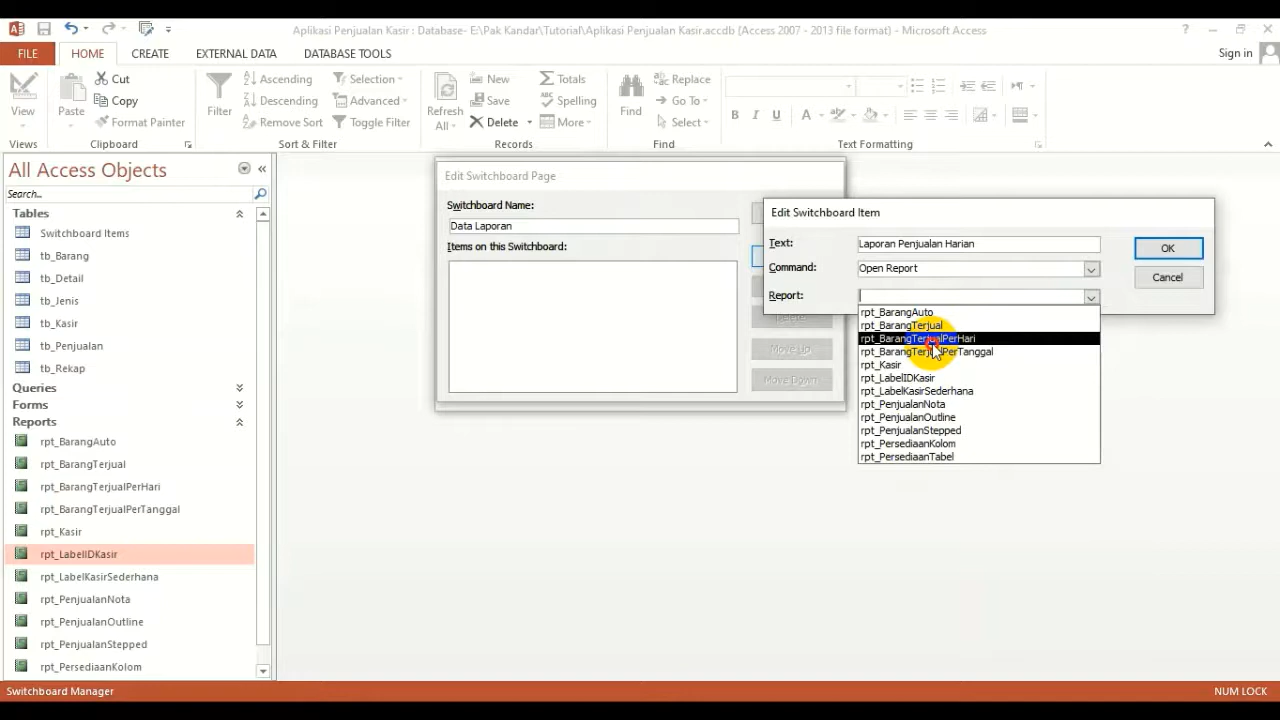 Aplikasi Penjualan Kasir : Database- E:\Pak Kandar\Tutorial\Aplikasi Penjualan Kasir.accdb (Access 2007 - 2013 file format) - Microsoft Access
FILE HOME CREATE EXTERNAL DATA DATABASE TOOLS Sign in
View
Views
Paste
Cut
Copy
Format Painter
Clipboard
Filter
Ascending
Descending
Remove Sort
Selection
Advanced
Toggle Filter
Sort & Filter
Refresh All
New
Save
Delete
Totals
Spelling
More
Records
Find
Replace
Go To
Select
Find
B I U A
Text Formatting
All Access Objects
Search...
Tables
Switchboard Items
tb_Barang
tb_Detail
tb_Jenis
tb_Kasir
tb_Penjualan
tb_Rekap
Queries
Forms
Reports
rpt_BarangAuto
rpt_BarangTerjual
rpt_BarangTerjualPerHari
rpt_BarangTerjualPerTanggal
rpt_Kasir
rpt_LabelIDKasir
rpt_LabelKasirSederhana
rpt_PenjualanNota
rpt_PenjualanOutline
rpt_PenjualanStepped
rpt_PersediaanKolom
Edit Switchboard Page
Switchboard Name:
Data Laporan
Items on this Switchboard:
Delete
Move Up
Move Down
Edit Switchboard Item
Text: Laporan Penjualan Harian
Command: Open Report
Report:
OK
Cancel
rpt_BarangAuto
rpt_BarangTerjual
rpt_BarangTerjualPerHari
rpt_BarangTerjualPerTanggal
rpt_Kasir
rpt_LabelIDKasir
rpt_LabelKasirSederhana
rpt_PenjualanNota
rpt_PenjualanOutline
rpt_PenjualanStepped
rpt_PersediaanKolom
rpt_PersediaanTabel
Switchboard Manager NUM LOCK